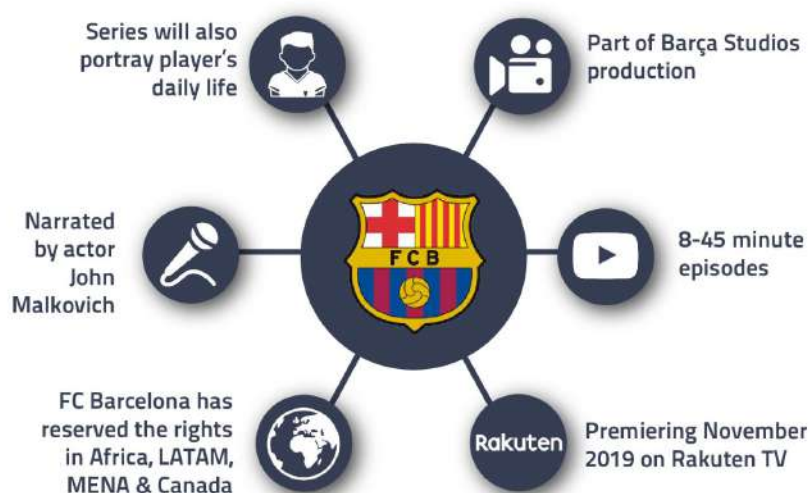 Series will also
portray player's
daily life
Part of Barça Studios
production
Narrated
by actor
John
Malkovich
FCB
8-45 minute
episodes
FC Barcelona has
reserved the rights
in Africa, LATAM,
MENA & Canada
Rakuten
Premiering November
2019 on Rakuten TV